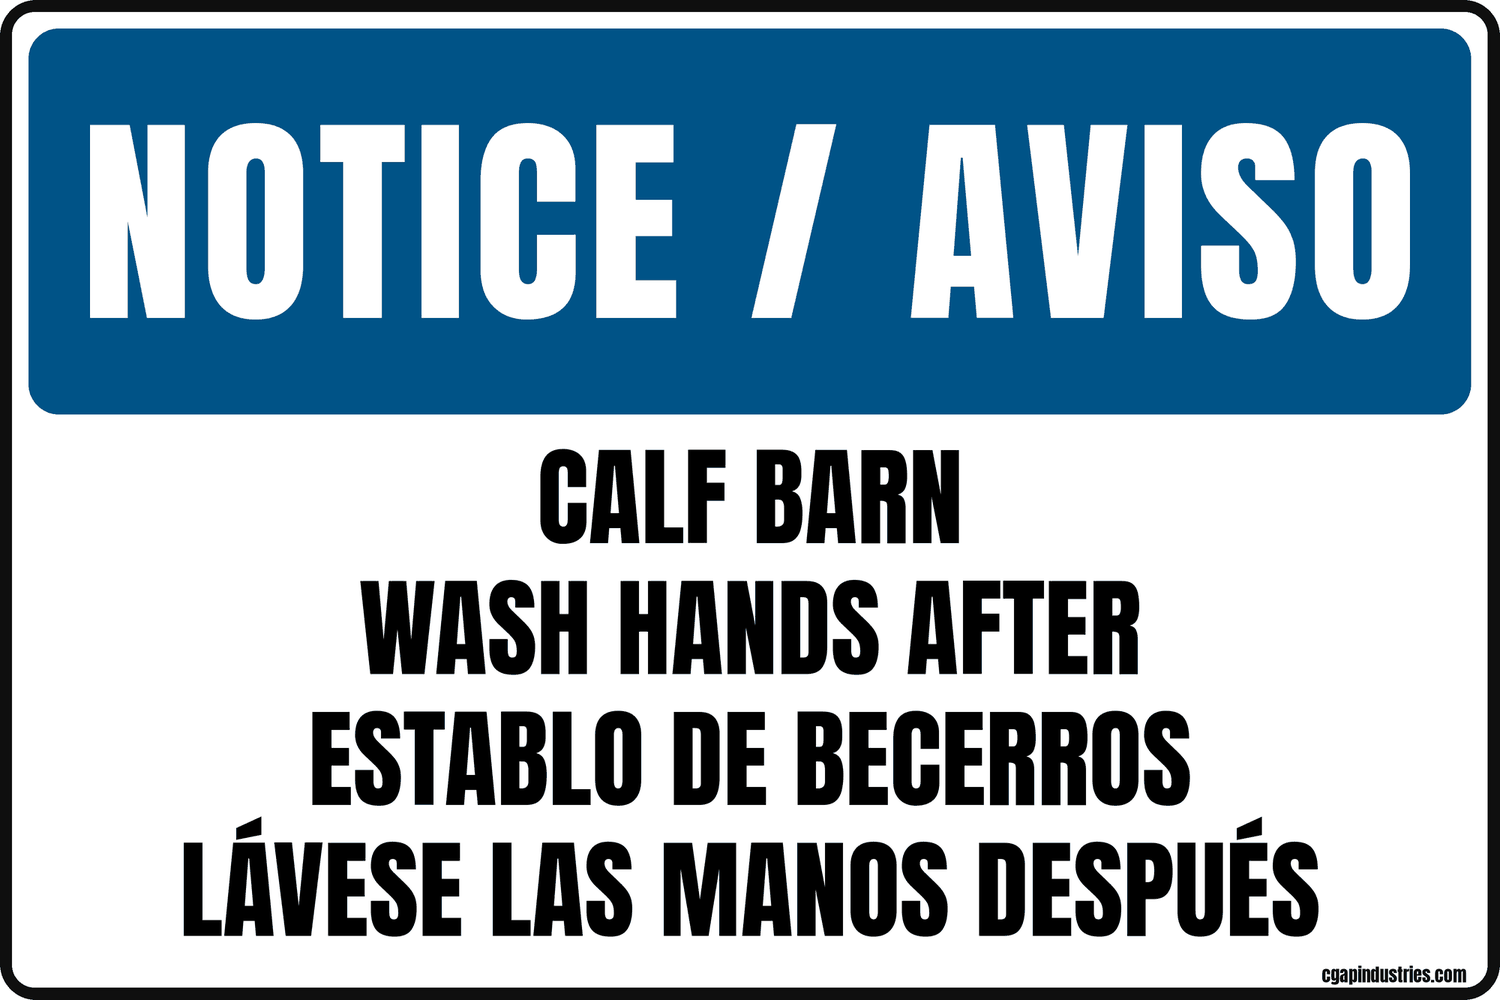 NOTICE / AVISO
CALF BARN
WASH HANDS AFTER
ESTABLO DE BECERROS
LÁVESE LAS MANOS DESPUÉS
cgapindustries.com